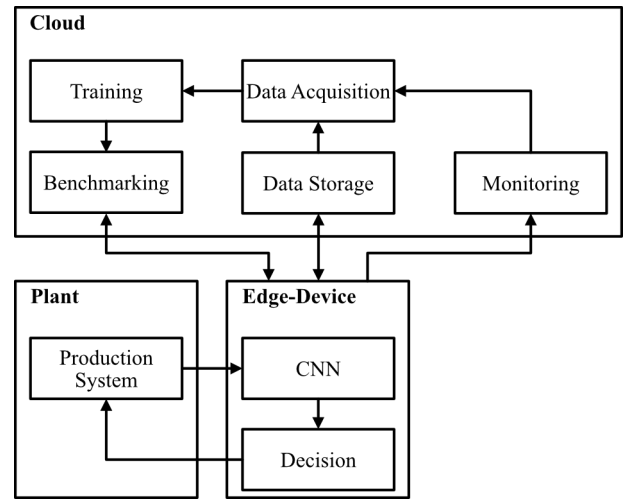 Cloud
Training
Data Acquisition
Benchmarking
Data Storage
Monitoring
Plant
Edge-Device
Production
System
CNN
Decision